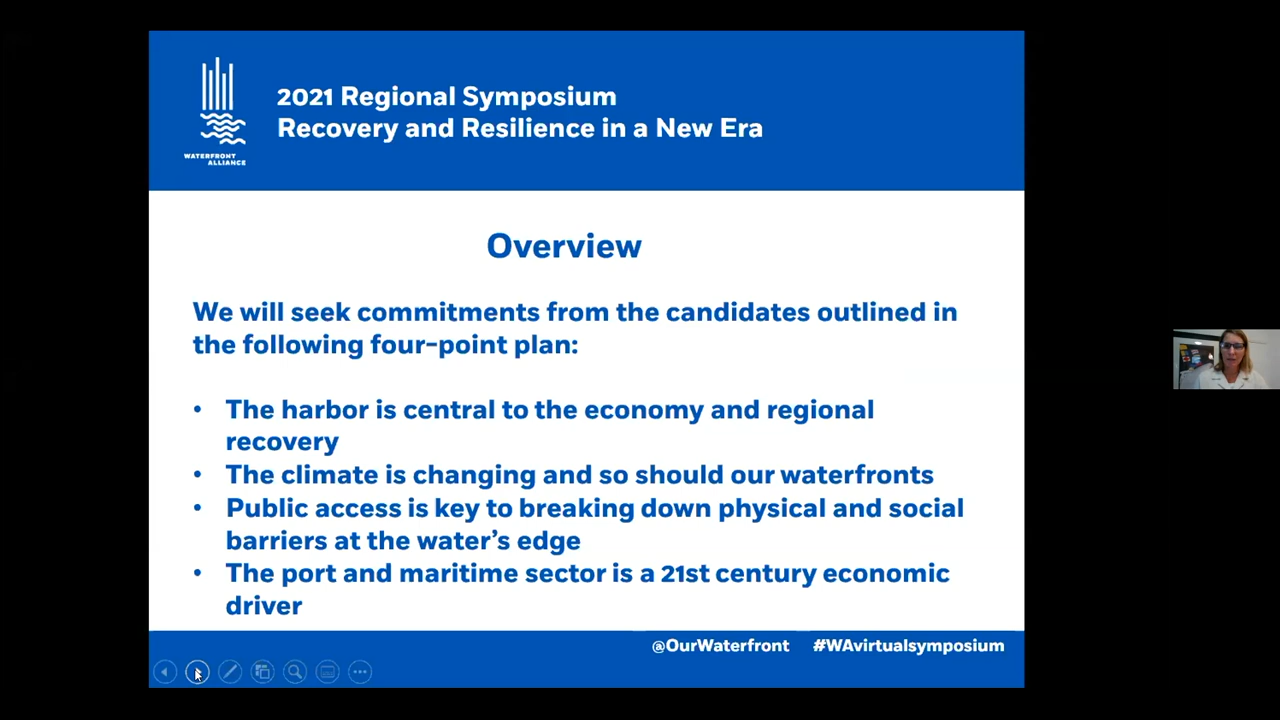 2021 Regional Symposium
Recovery and Resilience in a New Era
WATERFRONT
ALLIANCE
Overview
We will seek commitments from the candidates outlined in
the following four-point plan:
• The harbor is central to the economy and regional
recovery
• The climate is changing and so should our waterfronts
• Public access is key to breaking down physical and social
barriers at the water’s edge
• The port and maritime sector is a 21st century economic
driver
@OurWaterfront #WAvirtualsymposium